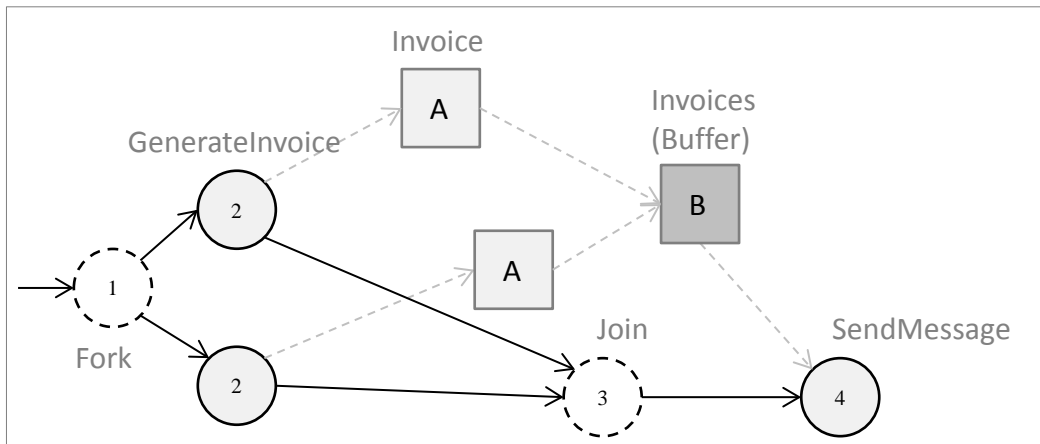 Invoice
A
Invoices
(Buffer)
GenerateInvoice
B
2
A
1
Join
SendMessage
Fork
2
3
4